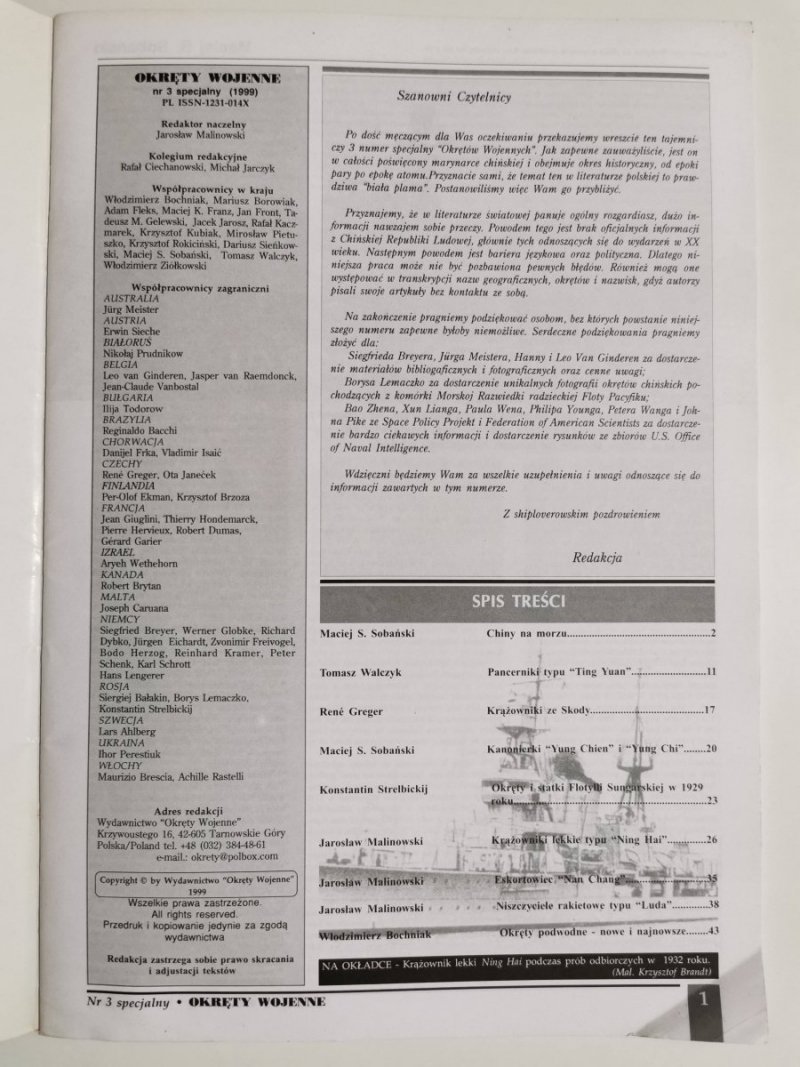 OKRĘTY WOJENNE
nr 3 specjalny (1999)
PL ISSN-1231-014X
Redaktor naczelny
Jarosław Malinowski
Kolegium redakcyjne
Rafał Ciechanowski, Michał Jarczyk
Współpracownicy w kraju
Włodzimierz Bochniak, Mariusz Borowiak,
Adam Fleks, Maciej K. Franz, Jan Front, Ta-
deusz M. Gelewski, Jacek Jarosz, Rafał Kacz-
marek, Krzysztof Kubiak, Mirosław Pietu-
szko, Krzysztof Rokiciński, Dariusz Sieńkow-
ski, Maciej S. Sobański, Tomasz Walczyk,
Włodzimierz Ziółkowski
Współpracownicy zagraniczni
AUSTRALIA
Jürg Meister
AUSTRIA
Erwin Sieche
BIAŁORUŚ
Nikołaj Prudnikow
BELGIA
Leo van Ginderen, Jasper van Raemdonck,
Jean-Claude Vanbostal
BUŁGARIA
Ilija Todorow
BRAZYLIA
Reginaldo Bacchi
CHORWACJA
Danijel Frka, Vladimir Isaić
CZECHY
René Greger, Ota Janeček
FINLANDIA
Per-Olof Ekman, Krzysztof Brzoza
FRANCJA
Jean Giuglini, Thierry Hondemarck,
Pierre Hervieux, Robert Dumas,
Gérard Garier
IZRAEL
Aryeh Wethehorn
KANADA
Robert Brytan
MALTA
Joseph Caruana
NIEMCY
Siegfried Breyer, Werner Globke, Richard
Dybko, Jürgen Eichardt, Zvonimir Freivogel,
Bodo Herzog, Reinhard Kramer, Peter
Schenk, Karl Schrott
Hans Lengerer
ROSJA
Siergiej Bałakin, Borys Lemaczko,
Konstantin Strelbickij
SZWECJA
Lars Ahlberg
UKRAINA
Ihor Perestiuk
WŁOCHY
Maurizio Brescia, Achille Rastelli
Adres redakcji
Wydawnictwo "Okręty Wojenne"
Krzywoustego 16, 42-605 Tarnowskie Góry
Polska/Poland tel. +48 (032) 384-48-61
e-mail.: okrety@polbox.com
Copyright © by Wydawnictwo "Okręty Wojenne"
1999
Wszelkie prawa zastrzeżone.
All rights reserved.
Przedruk i kopiowanie jedynie za zgodą
wydawnictwa
Redakcja zastrzega sobie prawo skracania
i adjustacji tekstów
Szanowni Czytelnicy
Po dość męczącym dla Was oczekiwaniu przekazujemy wreszcie ten tajemni-
czy 3 numer specjalny "Okrętów Wojennych". Jak zapewne zauważyliście, jest on
w całości poświęcony marynarce chińskiej i obejmuje okres historyczny, od epoki
pary po epokę atomu.Przyznacie sami, że temat ten w literaturze polskiej to praw-
dziwa "biała plama". Postanowiliśmy więc Wam go przybliżyć.
Przyznajemy, że w literaturze światowej panuje ogolny rozgardiasz, dużo in-
formacji nawzajem sobie przeczy. Powodem tego jest brak oficjalnych informacji
z Chińskiej Republiki Ludowej, głównie tych odnoszących się do wydarzeń w XX
wieku. Następnym powodem jest bariera językowa oraz polityczna. Dlatego ni-
niejsza praca może nie być pozbawiona pewnych błędów. Również mogą one
występować w transkrypcji nazw geograficznych, okrętów i nazwisk, gdyż autorzy
pisali swoje artykuły bez kontaktu ze sobą.
Na zakończenie pragniemy podziękować osobom, bez których powstanie niniej-
szego numeru zapewne byłoby niemożliwe. Serdeczne podziękowania pragniemy
złożyć dla:
Siegfrieda Breyera, Jürga Meistera, Hanny i Leo Van Ginderen za dostarcze-
nie materiałów bibliogaficznych i fotograficznych oraz cenne uwagi;
Borysa Lemaczko za dostarczenie unikalnych fotografii okrętów chińskich po-
chodzących z komórki Morskoj Razwiedki radzieckiej Floty Pacyfiku;
Bao Zhena, Xun Lianga, Paula Wena, Philipa Younga, Petera Wanga i Joh-
na Pike ze Space Policy Projekt i Federation of American Scientists za dostarcze-
nie bardzo ciekawych informacji i dostarczenie rysunków ze zbiorów U.S. Office
of Naval Intelligence.
Wdzięczni będziemy Wam za wszelkie uzupełnienia i uwagi odnoszące się do
informacji zawartych w tym numerze.
Z shiploverowskim pozdrowieniem
Redakcja
SPIS TREŚCI
Maciej S. Sobański Chiny na morzu...2
Tomasz Walczyk Pancerniki typu "Ting Yuan"...11
René Greger Krążowniki ze Skody...17
Maciej S. Sobański Kanonierki "Yung Chien" i "Yung Chi"...20
Konstantin Strelbickij Okręty i statki Flotylli Sungarskiej w 1929
roku...23
Jarosław Malinowski Krążowniki lekkie typu "Ning Hai"...26
Jarosław Malinowski Eskortowiec "Nan Chang"...35
Jarosław Malinowski Niszczyciele rakietowe typu "Luda"...38
Włodzimierz Bochniak Okręty podwodne - nowe i najnowsze...43
NA OKŁADCE - Krążownik lekki Ning Hai podczas prób odbiorczych w 1932 roku.
(Mal. Krzysztof Brandt)
Nr 3 specjalny • OKRĘTY WOJENNE
1